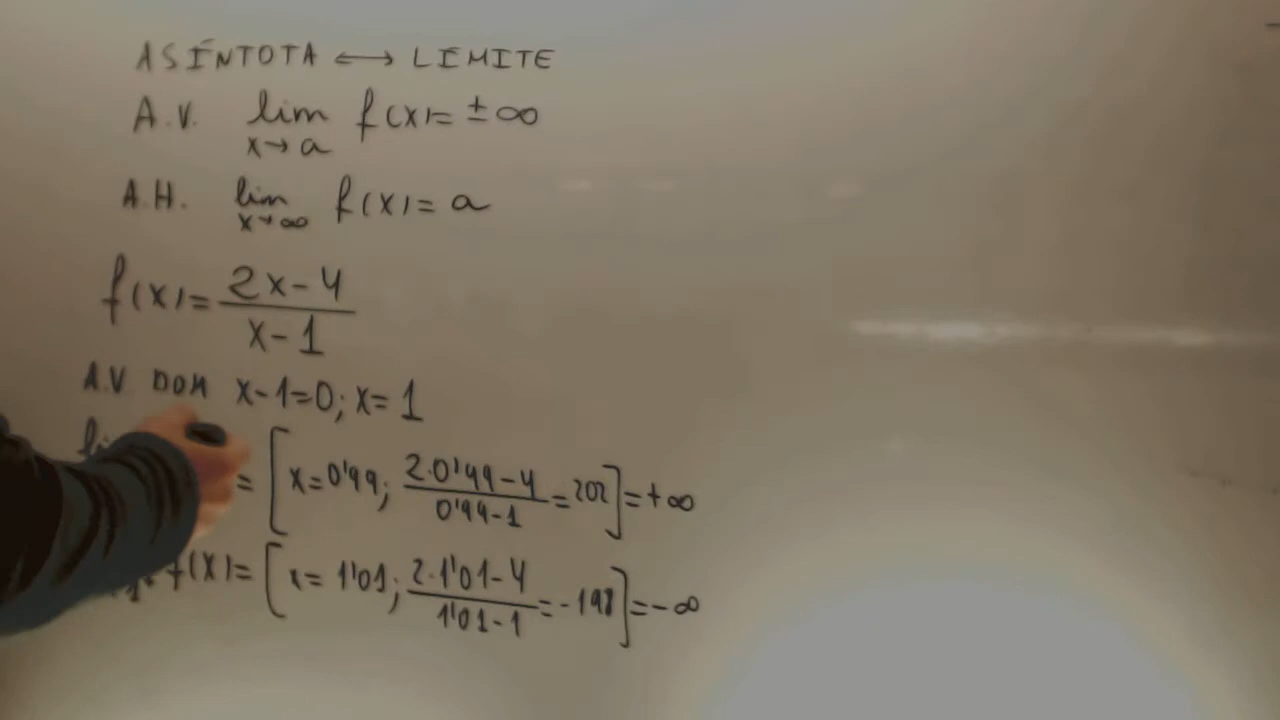 ASÍNTOTA ⟷ LÍMITE
A.V. lim x→a f(x)= ±∞
A.H. lim x→∞ f(x)= a
f(x)= (2x-4)/(x-1)
A.V DOM x-1=0; x=1
= [x=0'99; (2·0'99-4)/(0'99-1) =202]=+∞
f(x)= [x=1'01; (2·1'01-4)/(1'01-1) =-198]=-∞